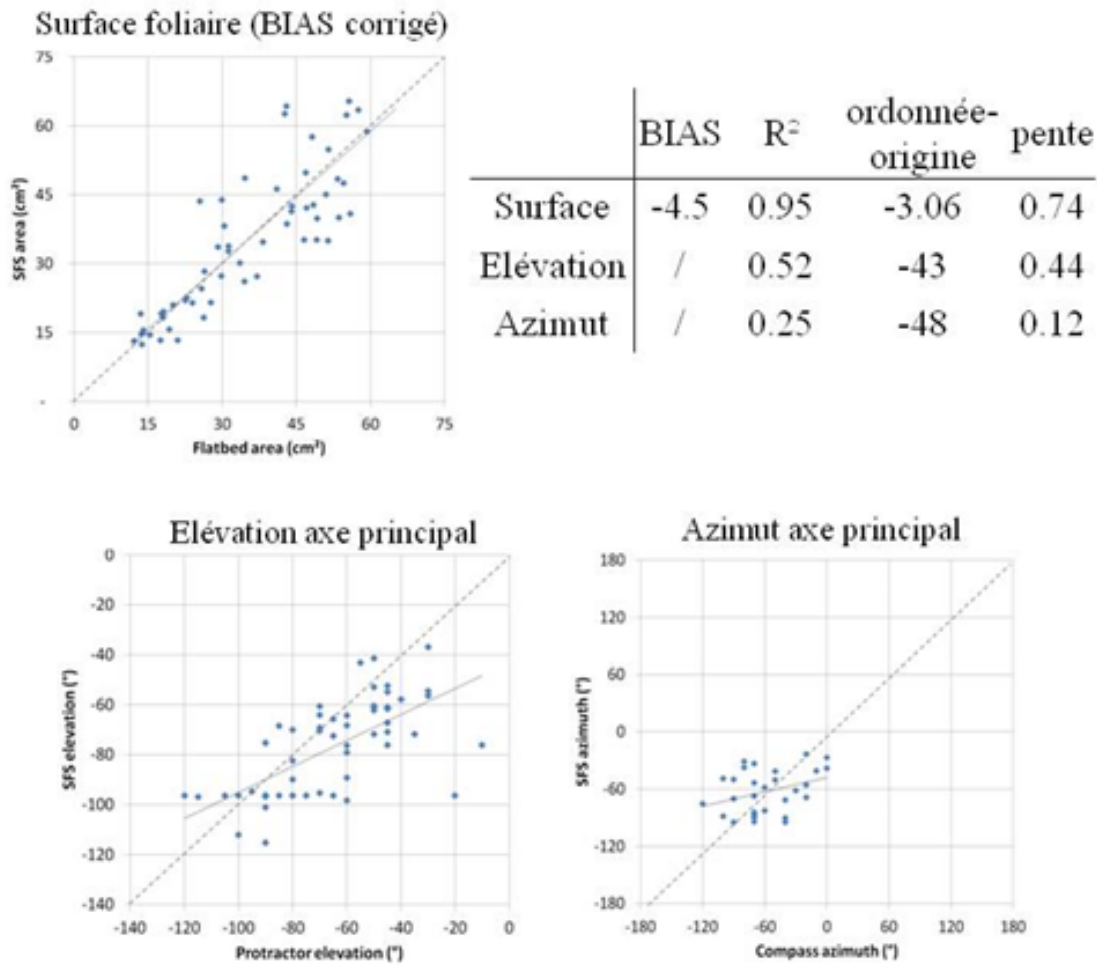 Surface foliaire (BIAS corrigé)
75
60
45
30
15
-
0 15 30 45 60 75
SFS area (cm²)
Flatbed area (cm²)
BIAS R² ordonnée-origine pente
Surface -4.5 0.95 -3.06 0.74
Elévation / 0.52 -43 0.44
Azimut / 0.25 -48 0.12
Elévation axe principal
0
-20
-40
-60
-80
-100
-120
-140
-140 -120 -100 -80 -60 -40 -20 0
SFS elevation (°)
Protractor elevation (°)
Azimut axe principal
180
120
60
0
-60
-120
-180
-180 -120 -60 0 60 120 180
SFS azimuth (°)
Compass azimuth (°)